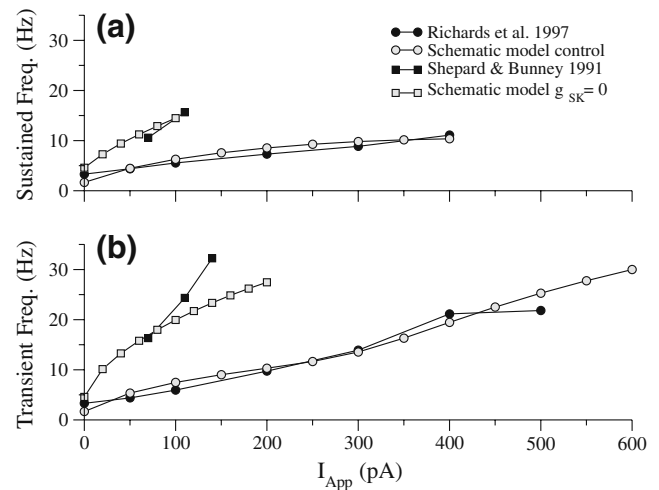 (a)
Richards et al. 1997
Schematic model control
Shepard & Bunney 1991
Schematic model g SK = 0
Sustained Freq. (Hz)
30
20
10
0
(b)
Transient Freq. (Hz)
30
20
10
0
0 100 200 300 400 500 600
I App (pA)